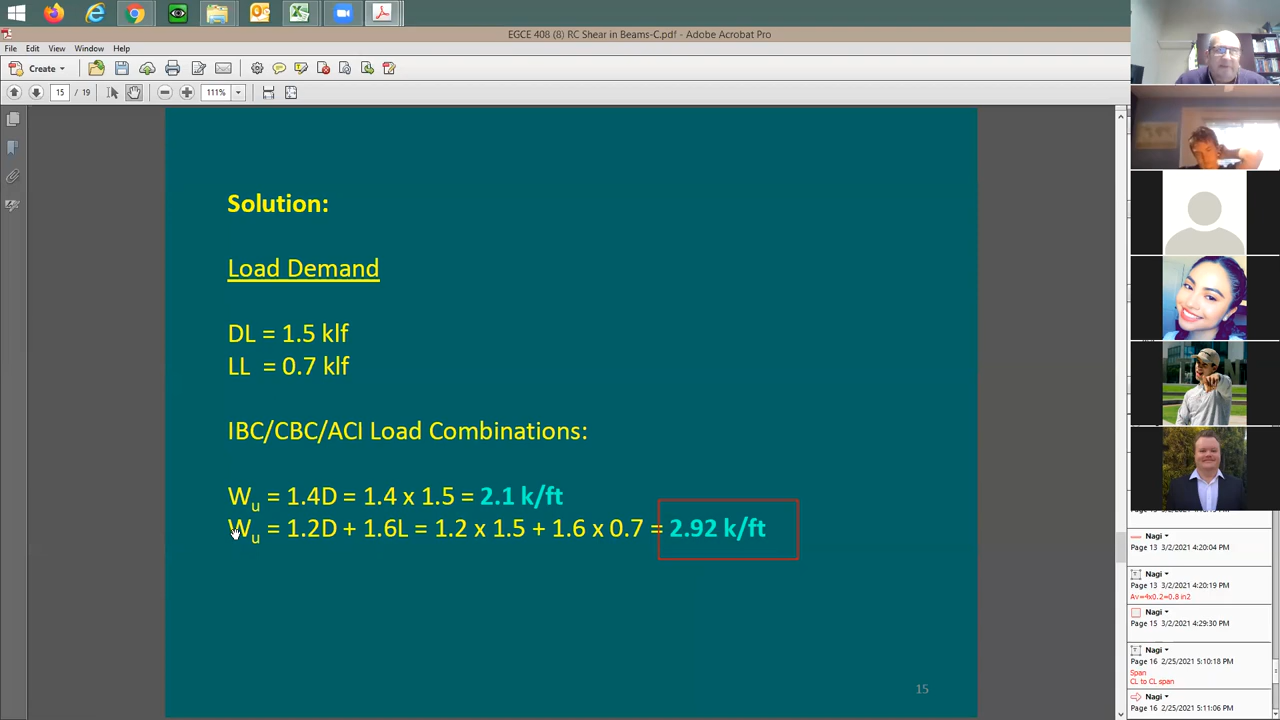 EGCE 408 (8) RC Shear in Beams-C.pdf - Adobe Acrobat Pro
File Edit View Window Help
Create
15 / 19 111%
Solution:
Load Demand
DL = 1.5 klf
LL = 0.7 klf
IBC/CBC/ACI Load Combinations:
Wu = 1.4D = 1.4 x 1.5 = 2.1 k/ft
Wu = 1.2D + 1.6L = 1.2 x 1.5 + 1.6 x 0.7 = 2.92 k/ft
15
Nagi
Page 13 3/2/2021 4:20:04 PM
Nagi
Page 13 3/2/2021 4:20:19 PM
Av=4x0.2=0.8 in2
Nagi
Page 15 3/2/2021 4:29:30 PM
Nagi
Page 16 2/25/2021 5:10:18 PM
Span
CL to CL span
Nagi
Page 16 2/25/2021 5:11:06 PM